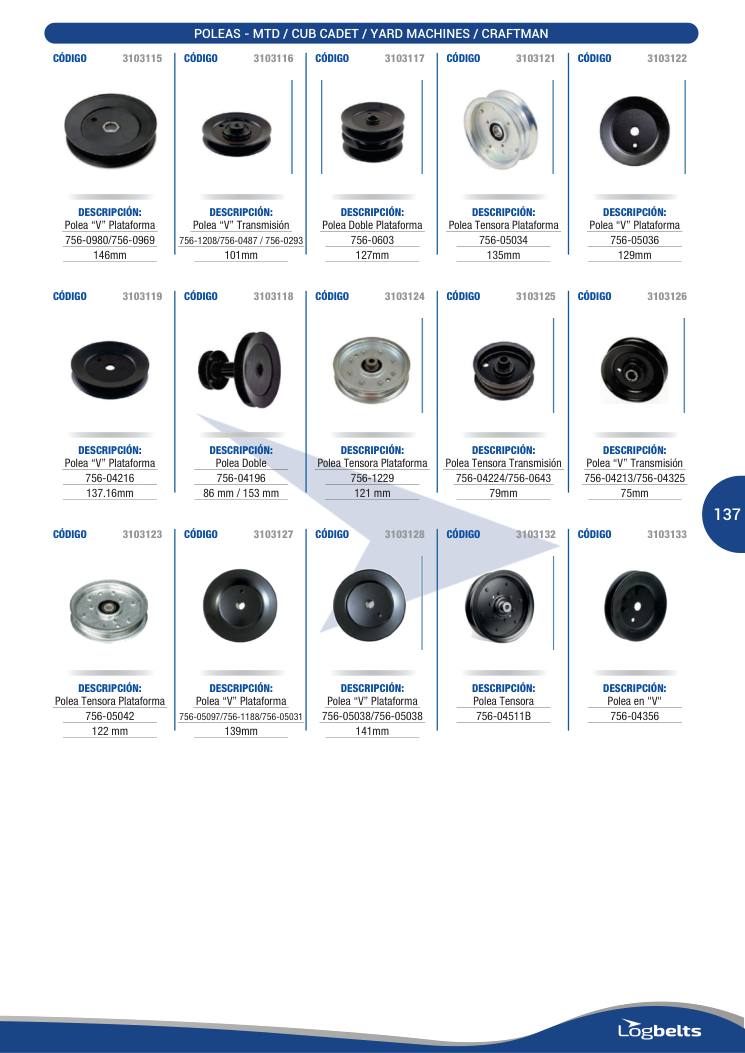 POLEAS - MTD / CUB CADET / YARD MACHINES / CRAFTMAN
CÓDIGO 3103115
DESCRIPCIÓN:
Polea “V” Plataforma
756-0980/756-0969
146mm
CÓDIGO 3103116
DESCRIPCIÓN:
Polea “V” Transmisión
756-1208/756-0487 / 756-0293
101mm
CÓDIGO 3103117
DESCRIPCIÓN:
Polea Doble Plataforma
756-0603
127mm
CÓDIGO 3103121
DESCRIPCIÓN:
Polea Tensora Plataforma
756-05034
135mm
CÓDIGO 3103122
DESCRIPCIÓN:
Polea “V” Plataforma
756-05036
129mm
CÓDIGO 3103119
DESCRIPCIÓN:
Polea “V” Plataforma
756-04216
137.16mm
CÓDIGO 3103118
DESCRIPCIÓN:
Polea Doble
756-04196
86 mm / 153 mm
CÓDIGO 3103124
DESCRIPCIÓN:
Polea Tensora Plataforma
756-1229
121 mm
CÓDIGO 3103125
DESCRIPCIÓN:
Polea Tensora Transmisión
756-04224/756-0643
79mm
CÓDIGO 3103126
DESCRIPCIÓN:
Polea “V” Transmisión
756-04213/756-04325
75mm
137
CÓDIGO 3103123
DESCRIPCIÓN:
Polea Tensora Plataforma
756-05042
122 mm
CÓDIGO 3103127
DESCRIPCIÓN:
Polea “V” Plataforma
756-05097/756-1188/756-05031
139mm
CÓDIGO 3103128
DESCRIPCIÓN:
Polea “V” Plataforma
756-05038/756-05038
141mm
CÓDIGO 3103132
DESCRIPCIÓN:
Polea Tensora
756-04511B
CÓDIGO 3103133
DESCRIPCIÓN:
Polea en "V"
756-04356
Logbelts